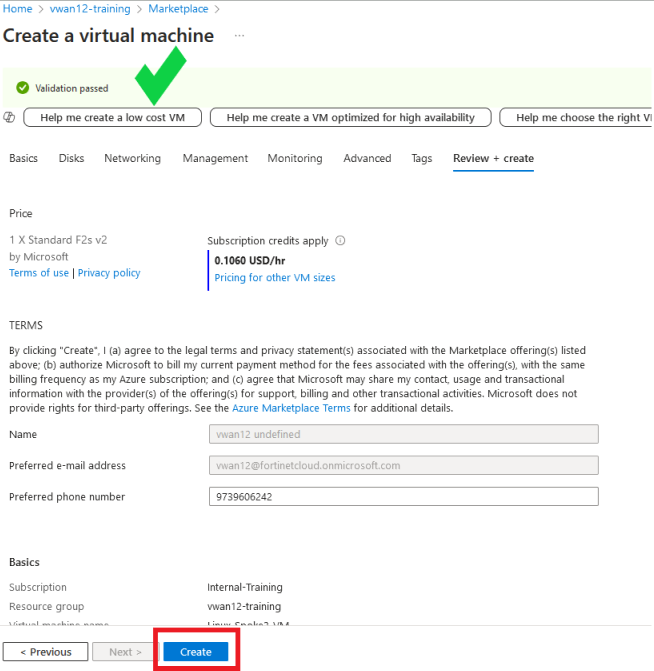 Home > vwan12-training > Marketplace >
Create a virtual machine ...
Validation passed
Help me create a low cost VM Help me create a VM optimized for high availability Help me choose the right VM
Basics Disks Networking Management Monitoring Advanced Tags Review + create
Price
1 X Standard F2s v2
by Microsoft
Terms of use | Privacy policy
Subscription credits apply
0.1060 USD/hr
Pricing for other VM sizes
TERMS
By clicking "Create", I (a) agree to the legal terms and privacy statement(s) associated with the Marketplace offering(s) listed
above; (b) authorize Microsoft to bill my current payment method for the fees associated with the offering(s), with the same
billing frequency as my Azure subscription; and (c) agree that Microsoft may share my contact, usage and transactional
information with the provider(s) of the offering(s) for support, billing and other transactional activities. Microsoft does not
provide rights for third-party offerings. See the Azure Marketplace Terms for additional details.
Name vwan12 undefined
Preferred e-mail address vwan12@fortinetcloud.onmicrosoft.com
Preferred phone number 9739606242
Basics
Subscription Internal-Training
Resource group vwan12-training
Virtual machine name Linux-Spoke2-VM
< Previous Next > Create